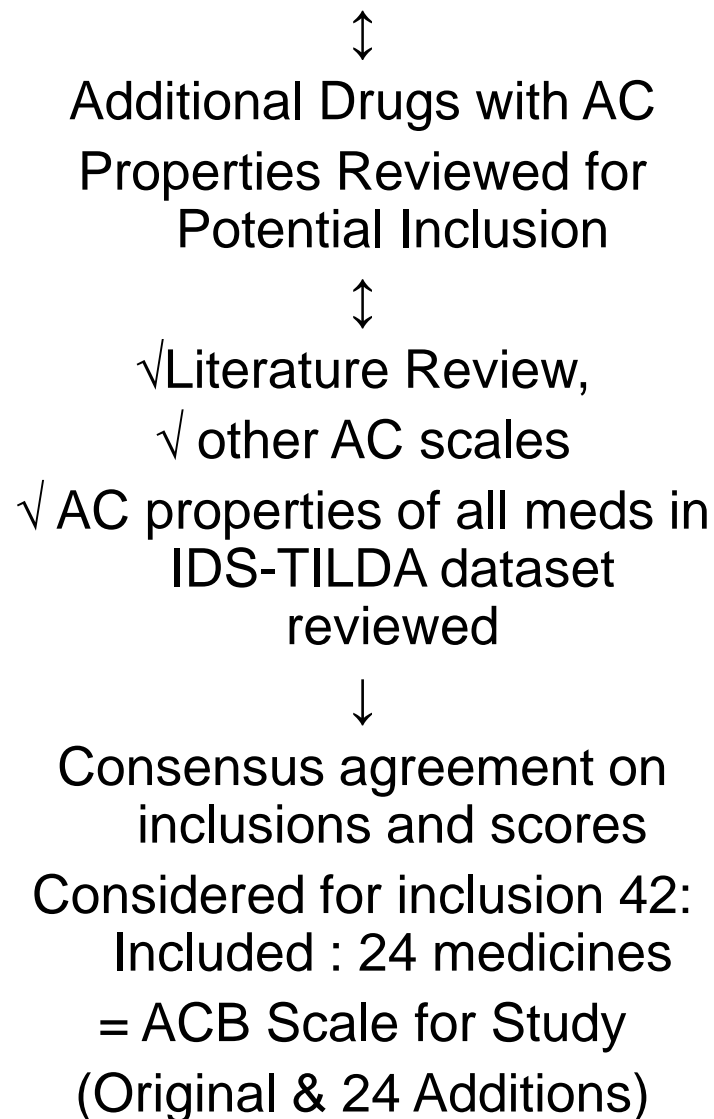 ↕
Additional Drugs with AC
Properties Reviewed for
Potential Inclusion
↕
√Literature Review,
√ other AC scales
√ AC properties of all meds in
IDS-TILDA dataset
reviewed
↓
Consensus agreement on
inclusions and scores
Considered for inclusion 42:
Included : 24 medicines
= ACB Scale for Study
(Original & 24 Additions)